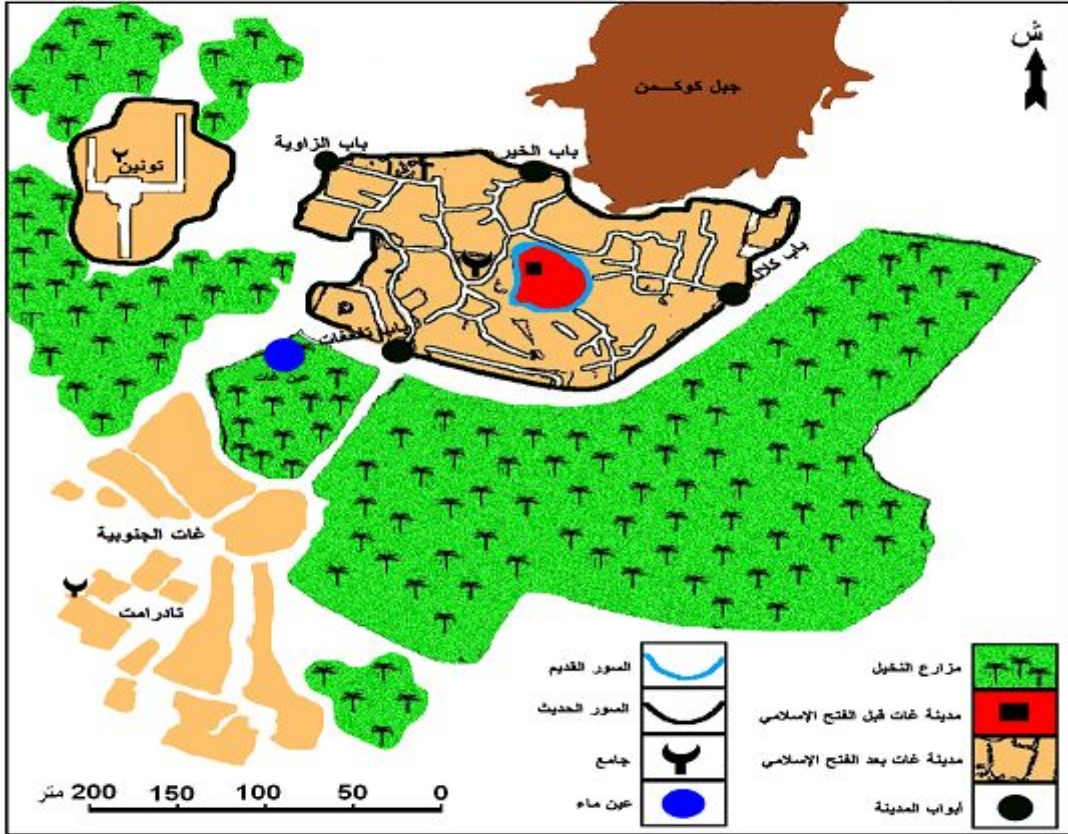 ش
جبل كوكـــمن
باب الخير
باب الزاوية
تونين
باب
عين غات
غات الجنوبية
تادرامت
مزارع النخيل
السور القديم
مدينة غات قبل الفتح الإسلامي
السور الحديث
مدينة غات بعد الفتح الإسلامي
جامع
أبواب المدينة
عين ماء
200 150 100 50 0 متر